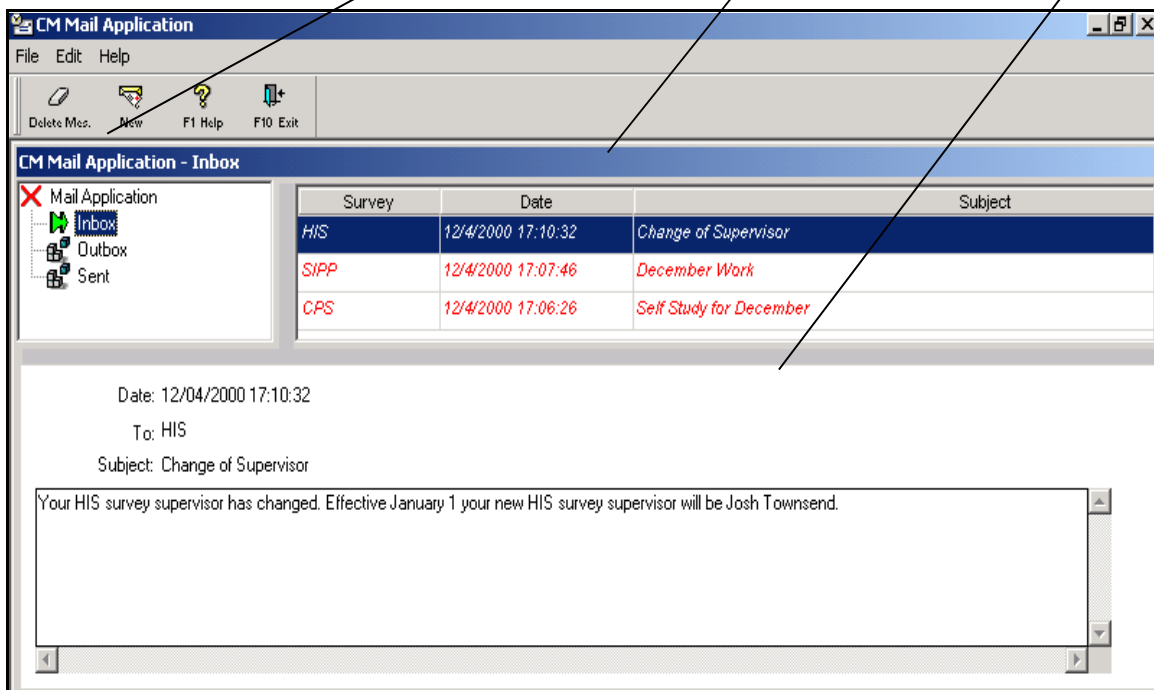 CM Mail Application
File Edit Help
Delete Mes. New F1 Help F10 Exit
CM Mail Application - Inbox
Mail Application
Inbox
Outbox
Sent
Survey Date Subject
HIS 12/4/2000 17:10:32 Change of Supervisor
SIPP 12/4/2000 17:07:46 December Work
CPS 12/4/2000 17:06:26 Self Study for December
Date: 12/04/2000 17:10:32
To: HIS
Subject: Change of Supervisor
Your HIS survey supervisor has changed. Effective January 1 your new HIS survey supervisor will be Josh Townsend.